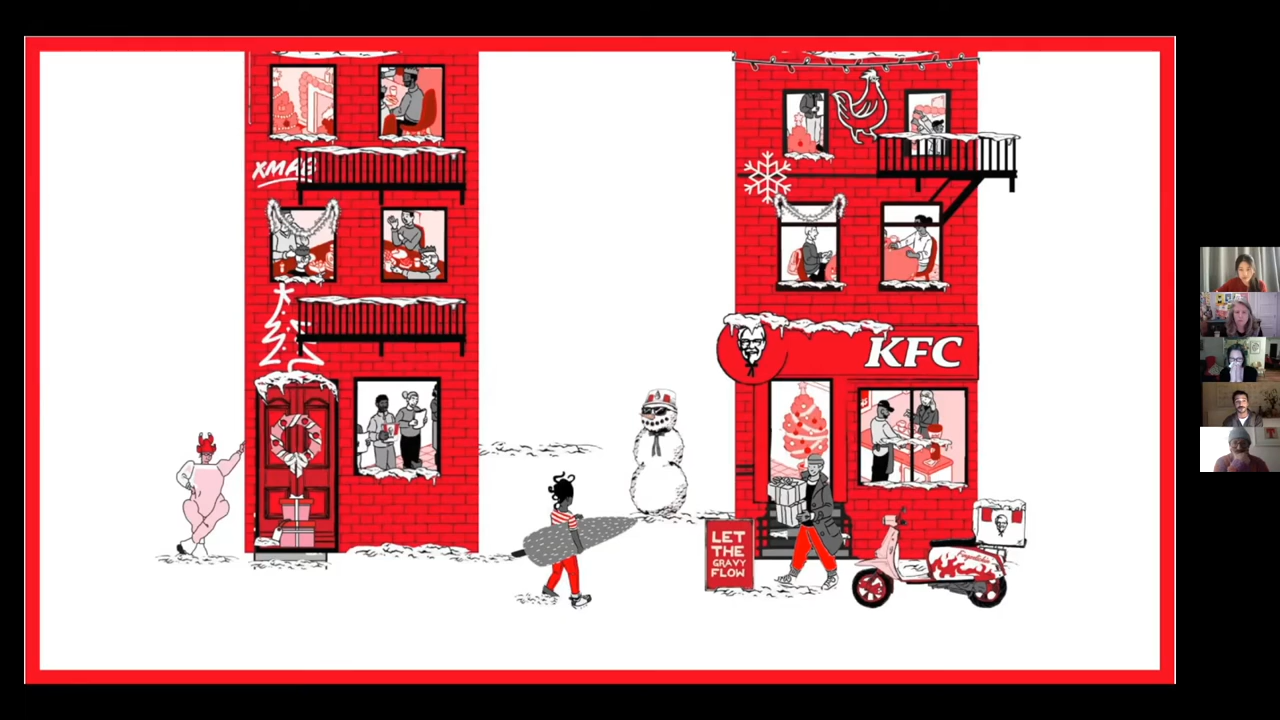 XMAS
KFC
LET
THE
GRAVY
FLOW